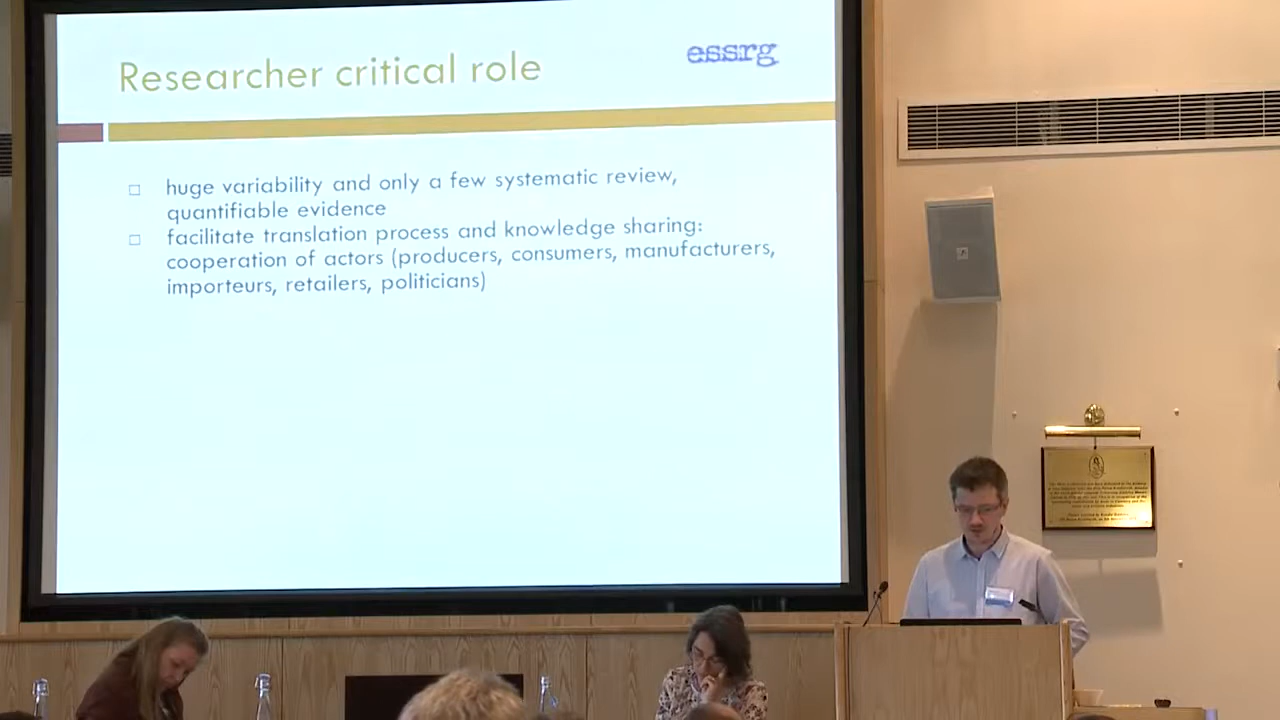 Researcher critical role
essrg
huge variability and only a few systematic review,
quantifiable evidence
facilitate translation process and knowledge sharing:
cooperation of actors (producers, consumers, manufacturers,
importeurs, retailers, politicians)